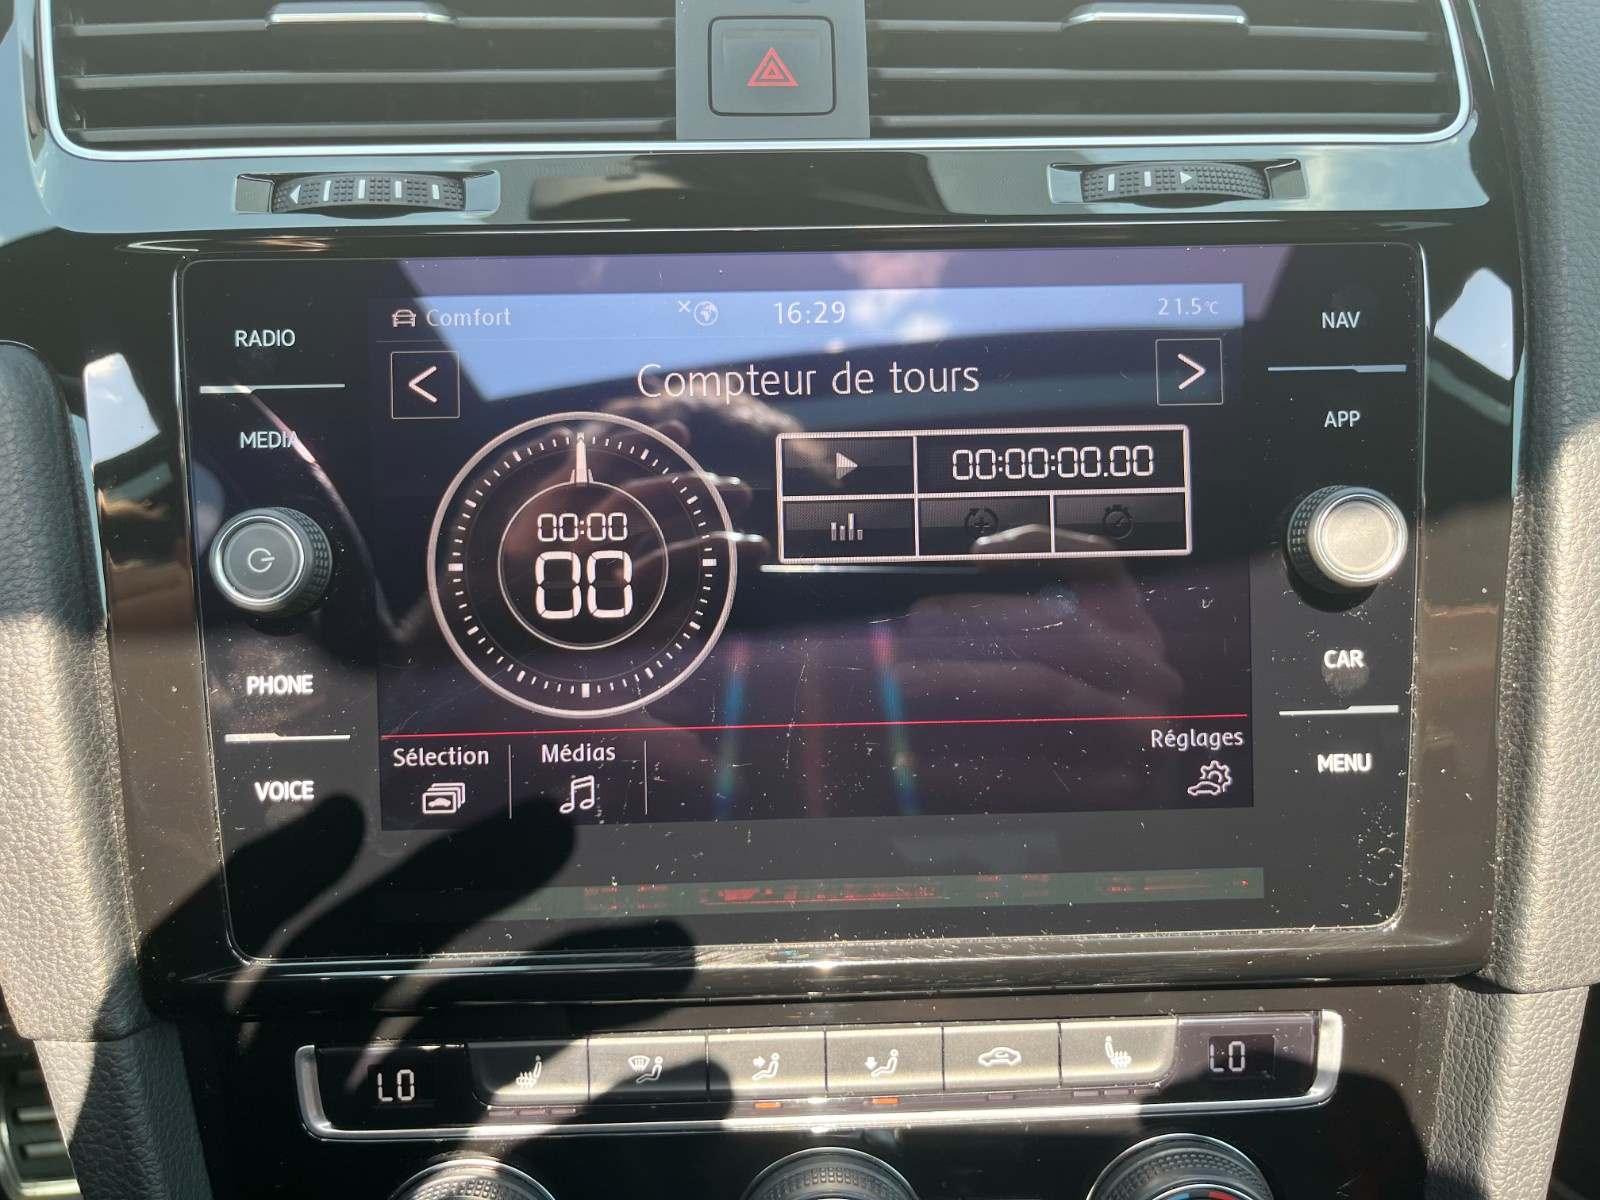 RADIO
MEDIA
PHONE
VOICE
Comfort
16:29
21.5°C
Compteur de tours
00:00
00
00:00:00.00
Sélection
Médias
Réglages
NAV
APP
CAR
MENU
LO
LO